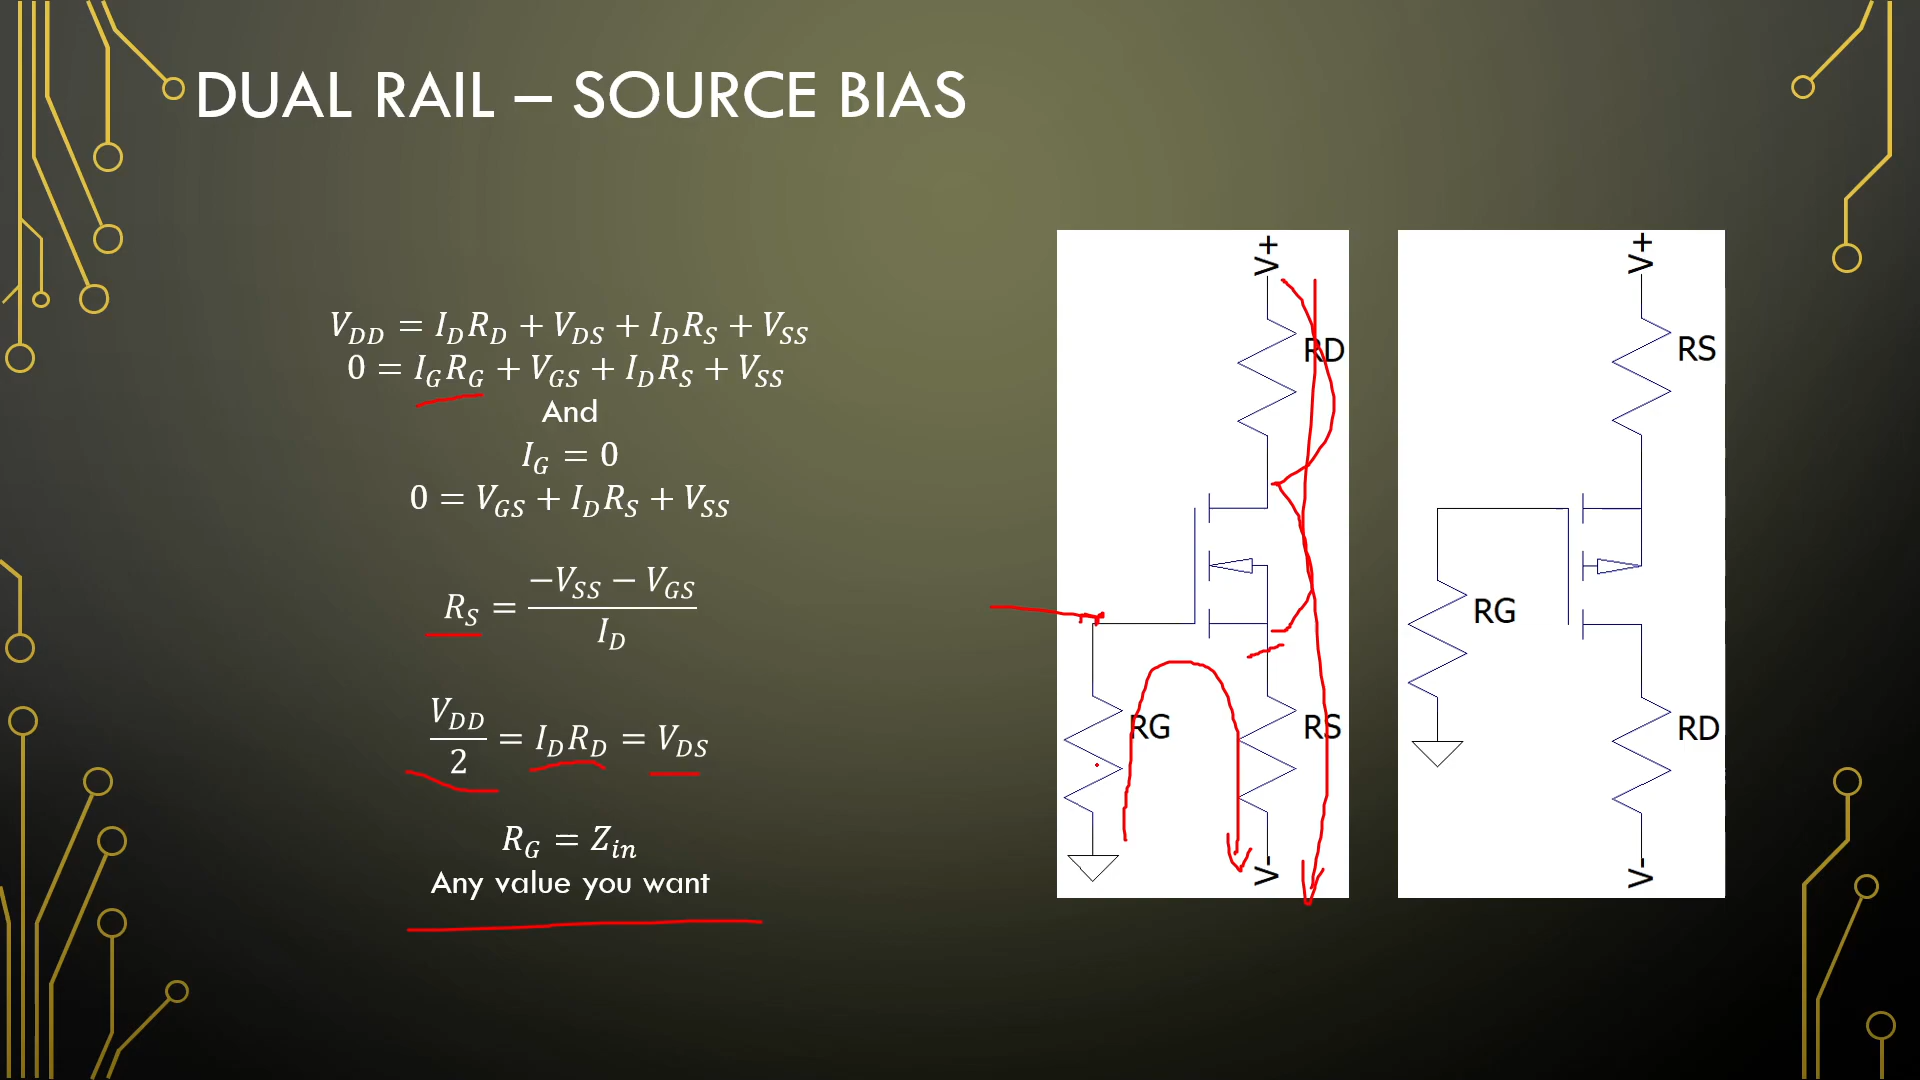 DUAL RAIL – SOURCE BIAS
V_DD = I_D R_D + V_DS + I_D R_S + V_SS
0 = I_G R_G + V_GS + I_D R_S + V_SS
And
I_G = 0
0 = V_GS + I_D R_S + V_SS
R_S = (−V_SS − V_GS) / I_D
V_DD / 2 = I_D R_D = V_DS
R_G = Z_in
Any value you want
V+
RD
RG
RS
V-
V+
RS
RG
RD
V-